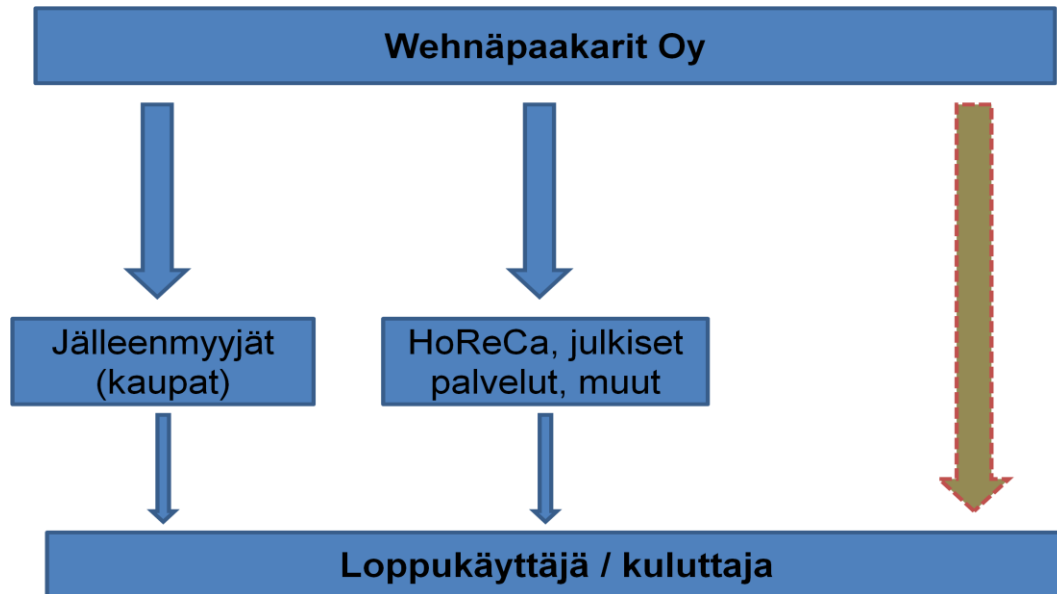 Wehnäpaakarit Oy
Jälleenmyyjät
(kaupat)
HoReCa, julkiset
palvelut, muut
Loppukäyttäjä / kuluttaja